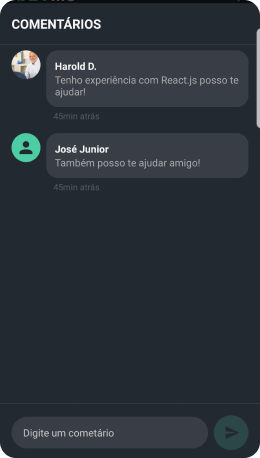 COMENTÁRIOS
Harold D.
Tenho experiência com React.js posso te
ajudar!
45min atrás
José Junior
Também posso te ajudar amigo!
45min atrás
Digite um cometário